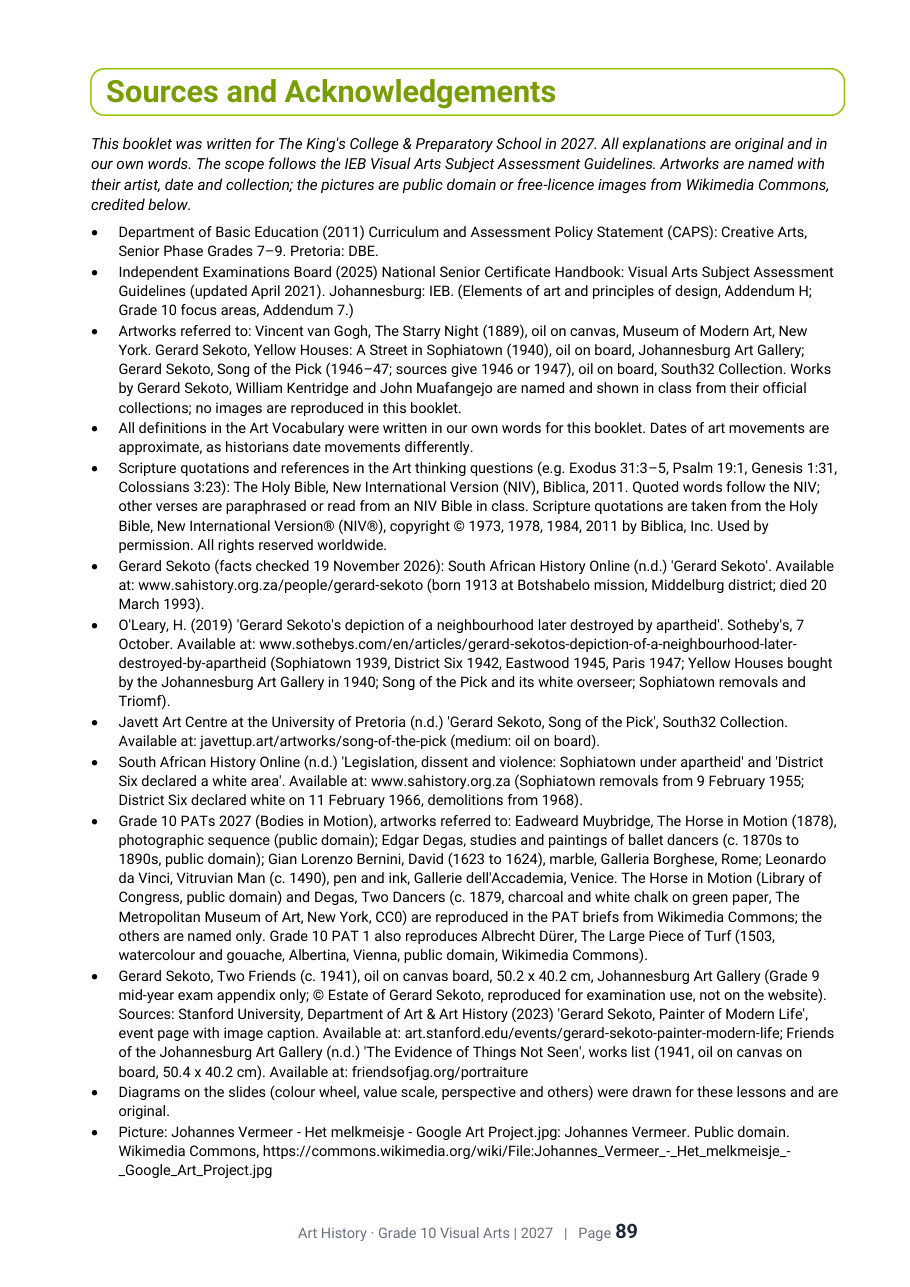 Sources and Acknowledgements
This booklet was written for The King's College & Preparatory School in 2027. All explanations are original and in
our own words. The scope follows the IEB Visual Arts Subject Assessment Guidelines. Artworks are named with
their artist, date and collection; the pictures are public domain or free-licence images from Wikimedia Commons,
credited below.
• Department of Basic Education (2011) Curriculum and Assessment Policy Statement (CAPS): Creative Arts,
Senior Phase Grades 7–9. Pretoria: DBE.
• Independent Examinations Board (2025) National Senior Certificate Handbook: Visual Arts Subject Assessment
Guidelines (updated April 2021). Johannesburg: IEB. (Elements of art and principles of design, Addendum H;
Grade 10 focus areas, Addendum 7.)
• Artworks referred to: Vincent van Gogh, The Starry Night (1889), oil on canvas, Museum of Modern Art, New
York. Gerard Sekoto, Yellow Houses: A Street in Sophiatown (1940), oil on board, Johannesburg Art Gallery;
Gerard Sekoto, Song of the Pick (1946–47; sources give 1946 or 1947), oil on board, South32 Collection. Works
by Gerard Sekoto, William Kentridge and John Muafangejo are named and shown in class from their official
collections; no images are reproduced in this booklet.
• All definitions in the Art Vocabulary were written in our own words for this booklet. Dates of art movements are
approximate, as historians date movements differently.
• Scripture quotations and references in the Art thinking questions (e.g. Exodus 31:3–5, Psalm 19:1, Genesis 1:31,
Colossians 3:23): The Holy Bible, New International Version (NIV), Biblica, 2011. Quoted words follow the NIV;
other verses are paraphrased or read from an NIV Bible in class. Scripture quotations are taken from the Holy
Bible, New International Version® (NIV®), copyright © 1973, 1978, 1984, 2011 by Biblica, Inc. Used by
permission. All rights reserved worldwide.
• Gerard Sekoto (facts checked 19 November 2026): South African History Online (n.d.) 'Gerard Sekoto'. Available
at: www.sahistory.org.za/people/gerard-sekoto (born 1913 at Botshabelo mission, Middelburg district; died 20
March 1993).
• O'Leary, H. (2019) 'Gerard Sekoto's depiction of a neighbourhood later destroyed by apartheid'. Sotheby's, 7
October. Available at: www.sothebys.com/en/articles/gerard-sekotos-depiction-of-a-neighbourhood-later-
destroyed-by-apartheid (Sophiatown 1939, District Six 1942, Eastwood 1945, Paris 1947; Yellow Houses bought
by the Johannesburg Art Gallery in 1940; Song of the Pick and its white overseer; Sophiatown removals and
Triomf).
• Javett Art Centre at the University of Pretoria (n.d.) 'Gerard Sekoto, Song of the Pick', South32 Collection.
Available at: javettup.art/artworks/song-of-the-pick (medium: oil on board).
• South African History Online (n.d.) 'Legislation, dissent and violence: Sophiatown under apartheid' and 'District
Six declared a white area'. Available at: www.sahistory.org.za (Sophiatown removals from 9 February 1955;
District Six declared white on 11 February 1966, demolitions from 1968).
• Grade 10 PATs 2027 (Bodies in Motion), artworks referred to: Eadweard Muybridge, The Horse in Motion (1878),
photographic sequence (public domain); Edgar Degas, studies and paintings of ballet dancers (c. 1870s to
1890s, public domain); Gian Lorenzo Bernini, David (1623 to 1624), marble, Galleria Borghese, Rome; Leonardo
da Vinci, Vitruvian Man (c. 1490), pen and ink, Gallerie dell'Accademia, Venice. The Horse in Motion (Library of
Congress, public domain) and Degas, Two Dancers (c. 1879, charcoal and white chalk on green paper, The
Metropolitan Museum of Art, New York, CC0) are reproduced in the PAT briefs from Wikimedia Commons; the
others are named only. Grade 10 PAT 1 also reproduces Albrecht Dürer, The Large Piece of Turf (1503,
watercolour and gouache, Albertina, Vienna, public domain, Wikimedia Commons).
• Gerard Sekoto, Two Friends (c. 1941), oil on canvas board, 50.2 x 40.2 cm, Johannesburg Art Gallery (Grade 9
mid-year exam appendix only; © Estate of Gerard Sekoto, reproduced for examination use, not on the website).
Sources: Stanford University, Department of Art & Art History (2023) 'Gerard Sekoto, Painter of Modern Life',
event page with image caption. Available at: art.stanford.edu/events/gerard-sekoto-painter-modern-life; Friends
of the Johannesburg Art Gallery (n.d.) 'The Evidence of Things Not Seen', works list (1941, oil on canvas on
board, 50.4 x 40.2 cm). Available at: friendsofjag.org/portraiture
• Diagrams on the slides (colour wheel, value scale, perspective and others) were drawn for these lessons and are
original.
• Picture: Johannes Vermeer - Het melkmeisje - Google Art Project.jpg: Johannes Vermeer. Public domain.
Wikimedia Commons, https://commons.wikimedia.org/wiki/File:Johannes_Vermeer_-_Het_melkmeisje_-
_Google_Art_Project.jpg
Art History · Grade 10 Visual Arts | 2027 | Page 89